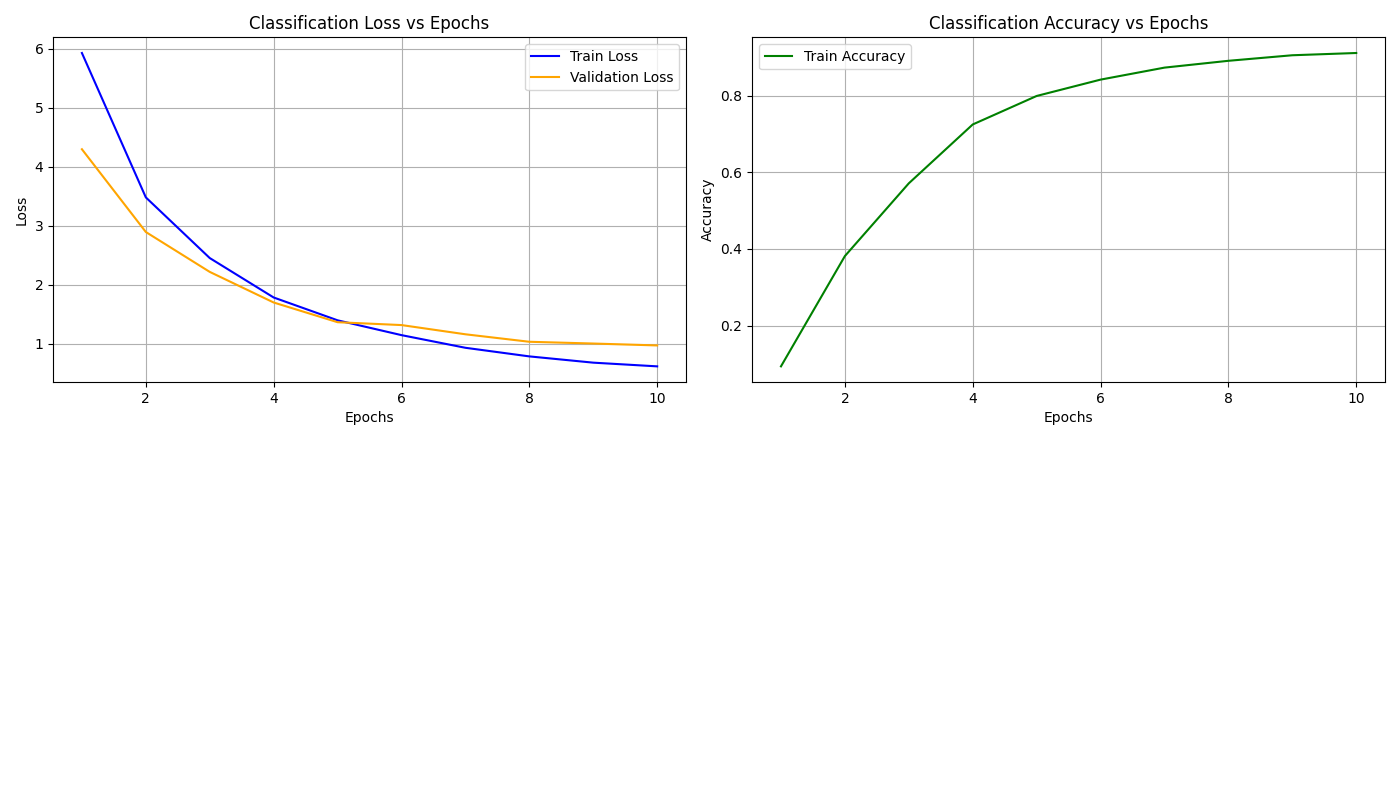 Classification Loss vs Epochs
6
5
4
3
2
1
Loss
Train Loss
Validation Loss
2 4 6 8 10
Epochs
Classification Accuracy vs Epochs
0.8
0.6
0.4
0.2
Accuracy
Train Accuracy
2 4 6 8 10
Epochs